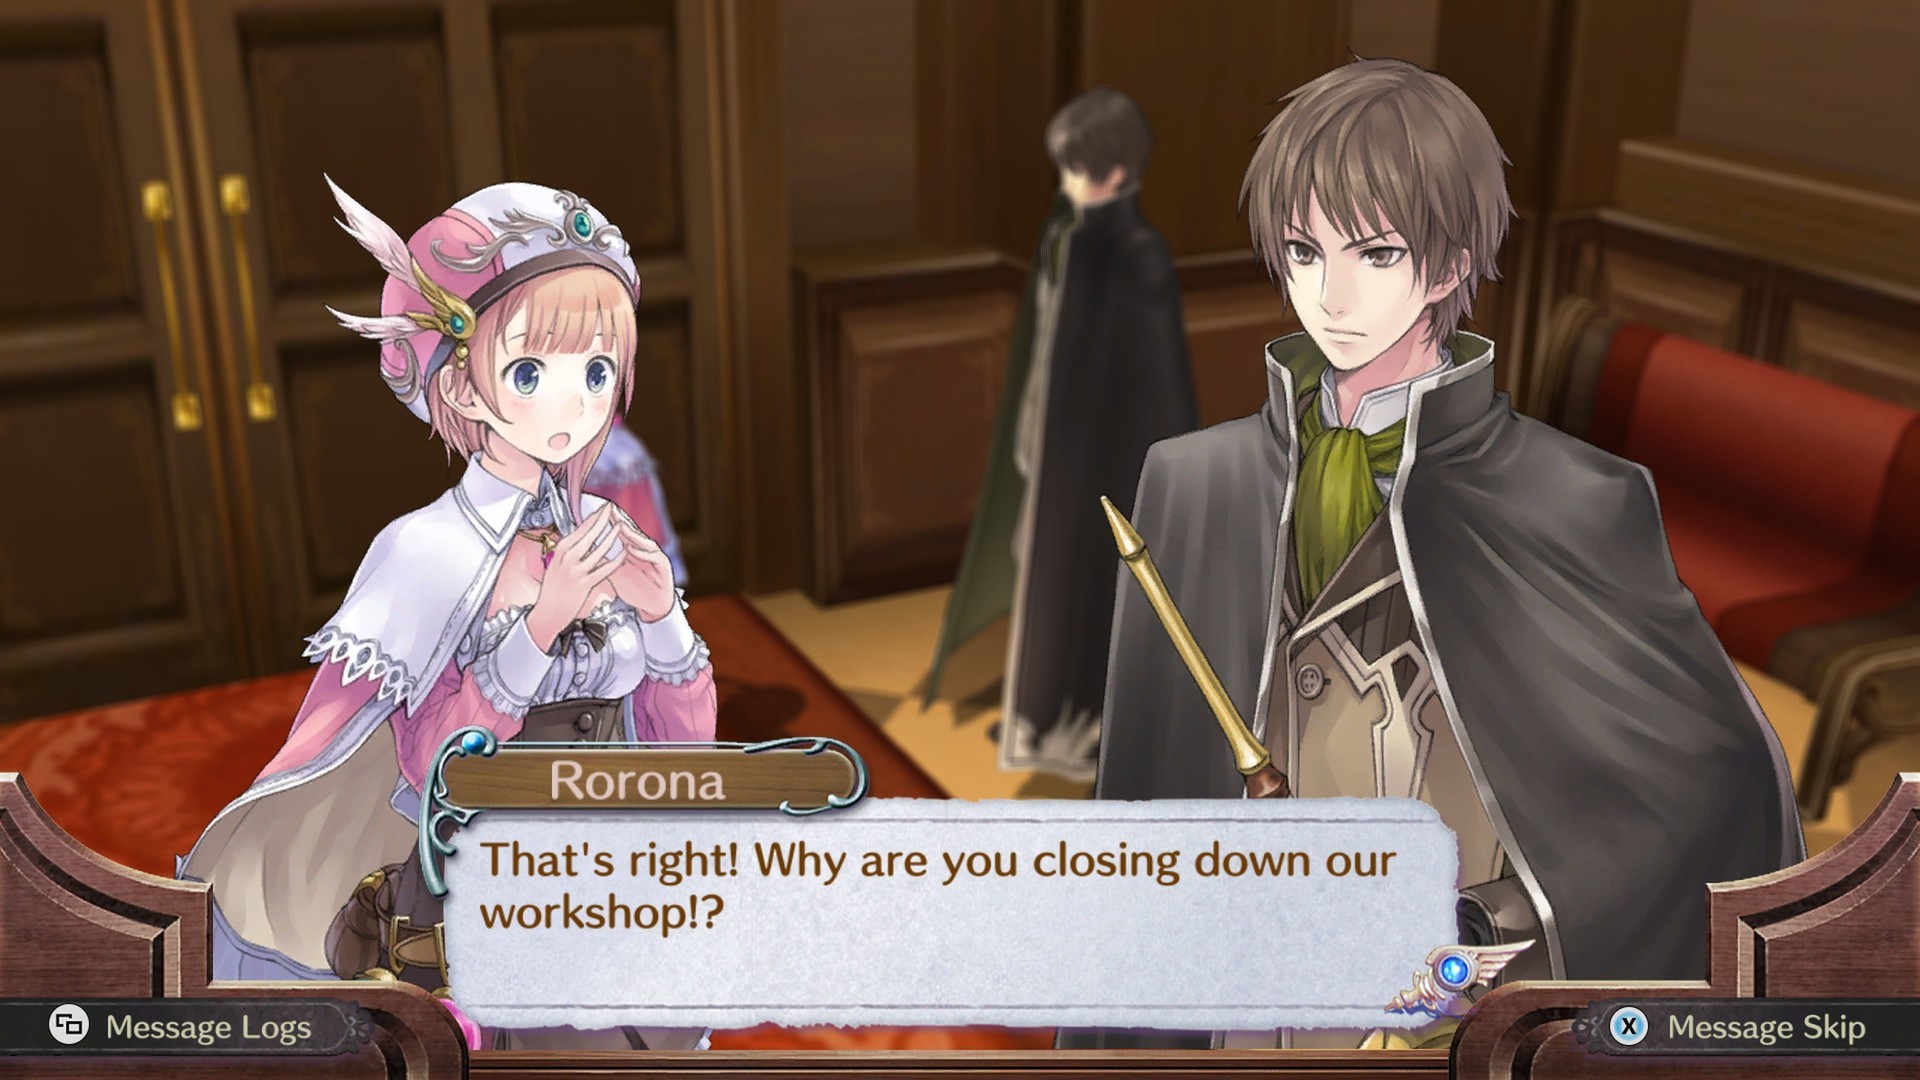 Rorona
That's right! Why are you closing down our
workshop!?
Message Logs
X Message Skip